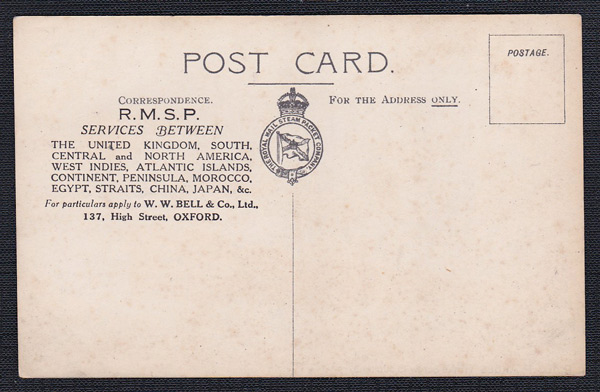 POST CARD.
POSTAGE.
CORRESPONDENCE.
FOR THE ADDRESS ONLY.
R.M.S.P.
SERVICES BETWEEN
THE UNITED KINGDOM, SOUTH,
CENTRAL and NORTH AMERICA,
WEST INDIES, ATLANTIC ISLANDS,
CONTINENT, PENINSULA, MOROCCO,
EGYPT, STRAITS, CHINA, JAPAN, &c.
For particulars apply to W. W. BELL & Co., Ltd.,
137, High Street, OXFORD.
THE ROYAL MAIL STEAM PACKET COMPANY